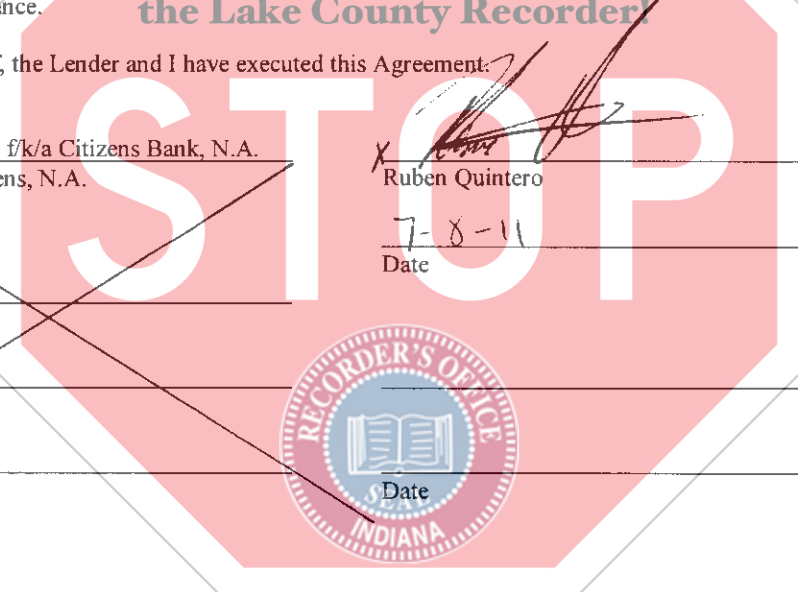 nce.
the Lake County Recorder!
, the Lender and I have executed this Agreement.
STOP
f/k/a Citizens Bank, N.A.
ens, N.A.
X
Ruben Quintero
7-8-11
Date
RECORDER'S OFFICE
SEAL
INDIANA
Date